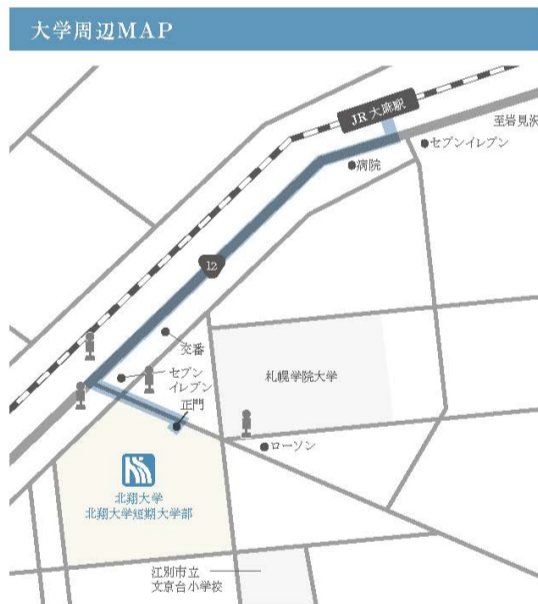 大学周辺MAP
JR 大麻駅
至岩見沢
セブンイレブン
病院
12
交番
セブン
イレブン
札幌学院大学
正門
ローソン
北翔大学
北翔大学短期大学部
江別市立
文京台小学校